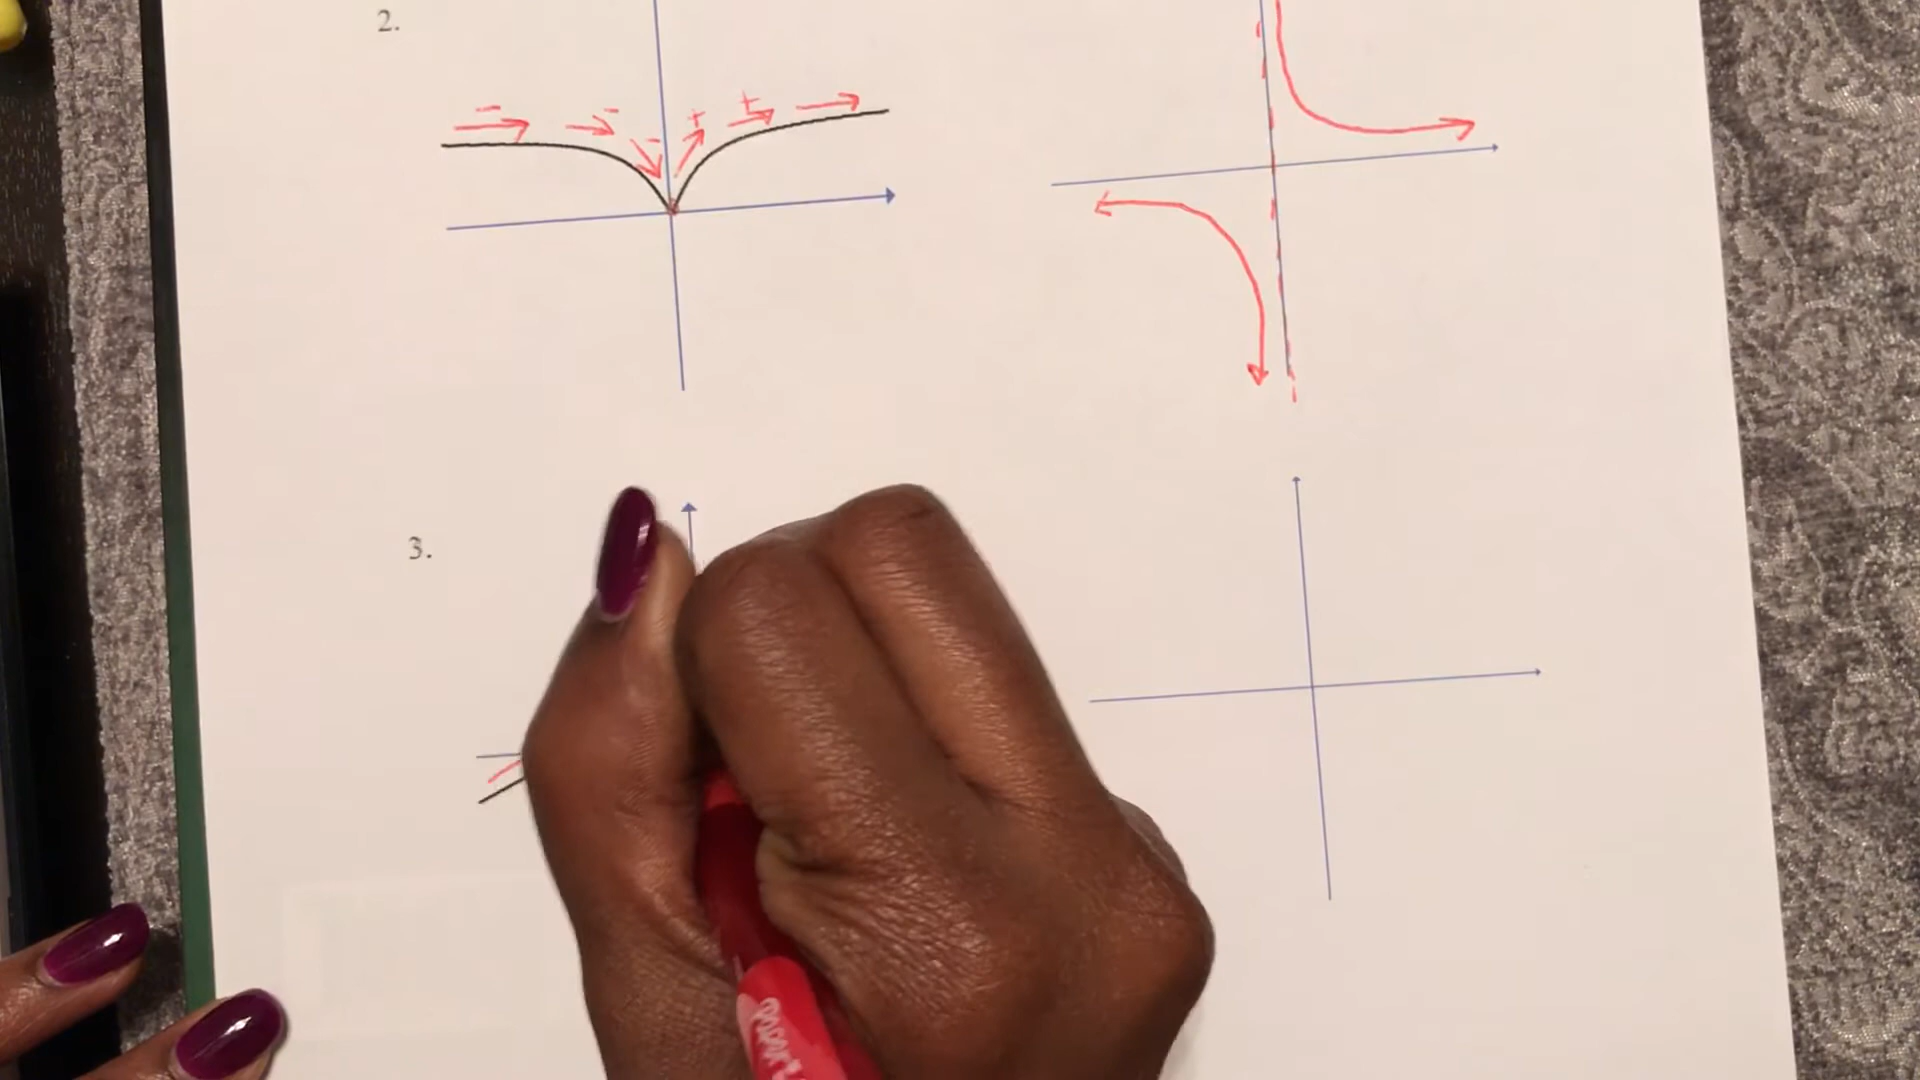 2.
- - - + +
3.